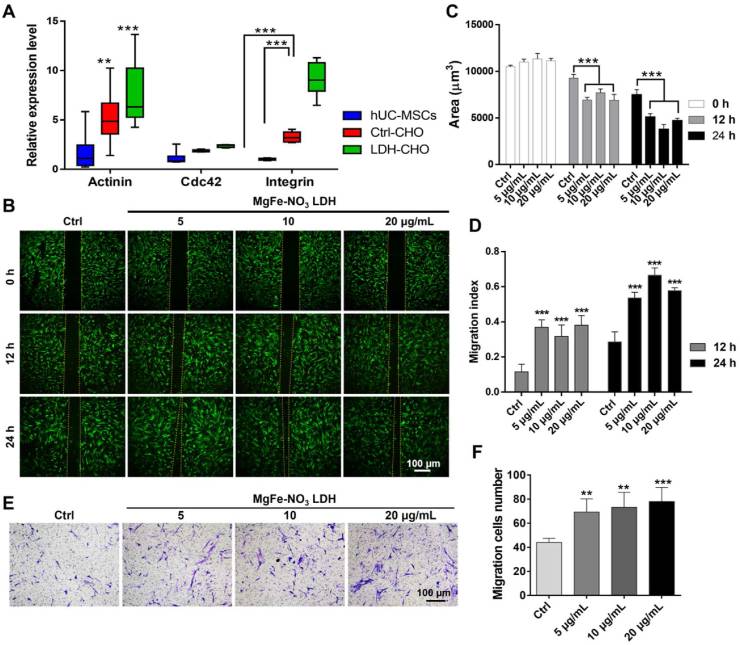 A
Relative expression level
15
10
5
0
***
**
***
***
hUC-MSCs
Ctrl-CHO
LDH-CHO
Actinin Cdc42 Integrin
B
MgFe-NO3 LDH
Ctrl 5 10 20 μg/mL
0 h
12 h
24 h
100 μm
E
MgFe-NO3 LDH
Ctrl 5 10 20 μg/mL
100 μm
C
Area (μm³)
15000
10000
5000
0
***
***
0 h
12 h
24 h
Ctrl 5 μg/mL 10 μg/mL 20 μg/mL Ctrl 5 μg/mL 10 μg/mL 20 μg/mL Ctrl 5 μg/mL 10 μg/mL 20 μg/mL
D
Migration index
0.8
0.6
0.4
0.2
0.0
*** *** *** *** *** ***
12 h
24 h
Ctrl 5 μg/mL 10 μg/mL 20 μg/mL Ctrl 5 μg/mL 10 μg/mL 20 μg/mL
F
Migration cells number
100
80
60
40
20
0
** ** ***
Ctrl 5 μg/mL 10 μg/mL 20 μg/mL